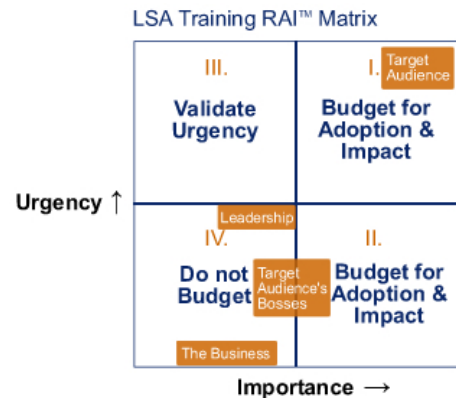 LSA Training RAI™ Matrix
III.
Validate
Urgency
I.
Target
Audience
Budget for
Adoption &
Impact
Urgency ↑
Leadership
IV.
Do not
Budget
Target
Audience's
Bosses
II.
Budget for
Adoption &
Impact
The Business
Importance →